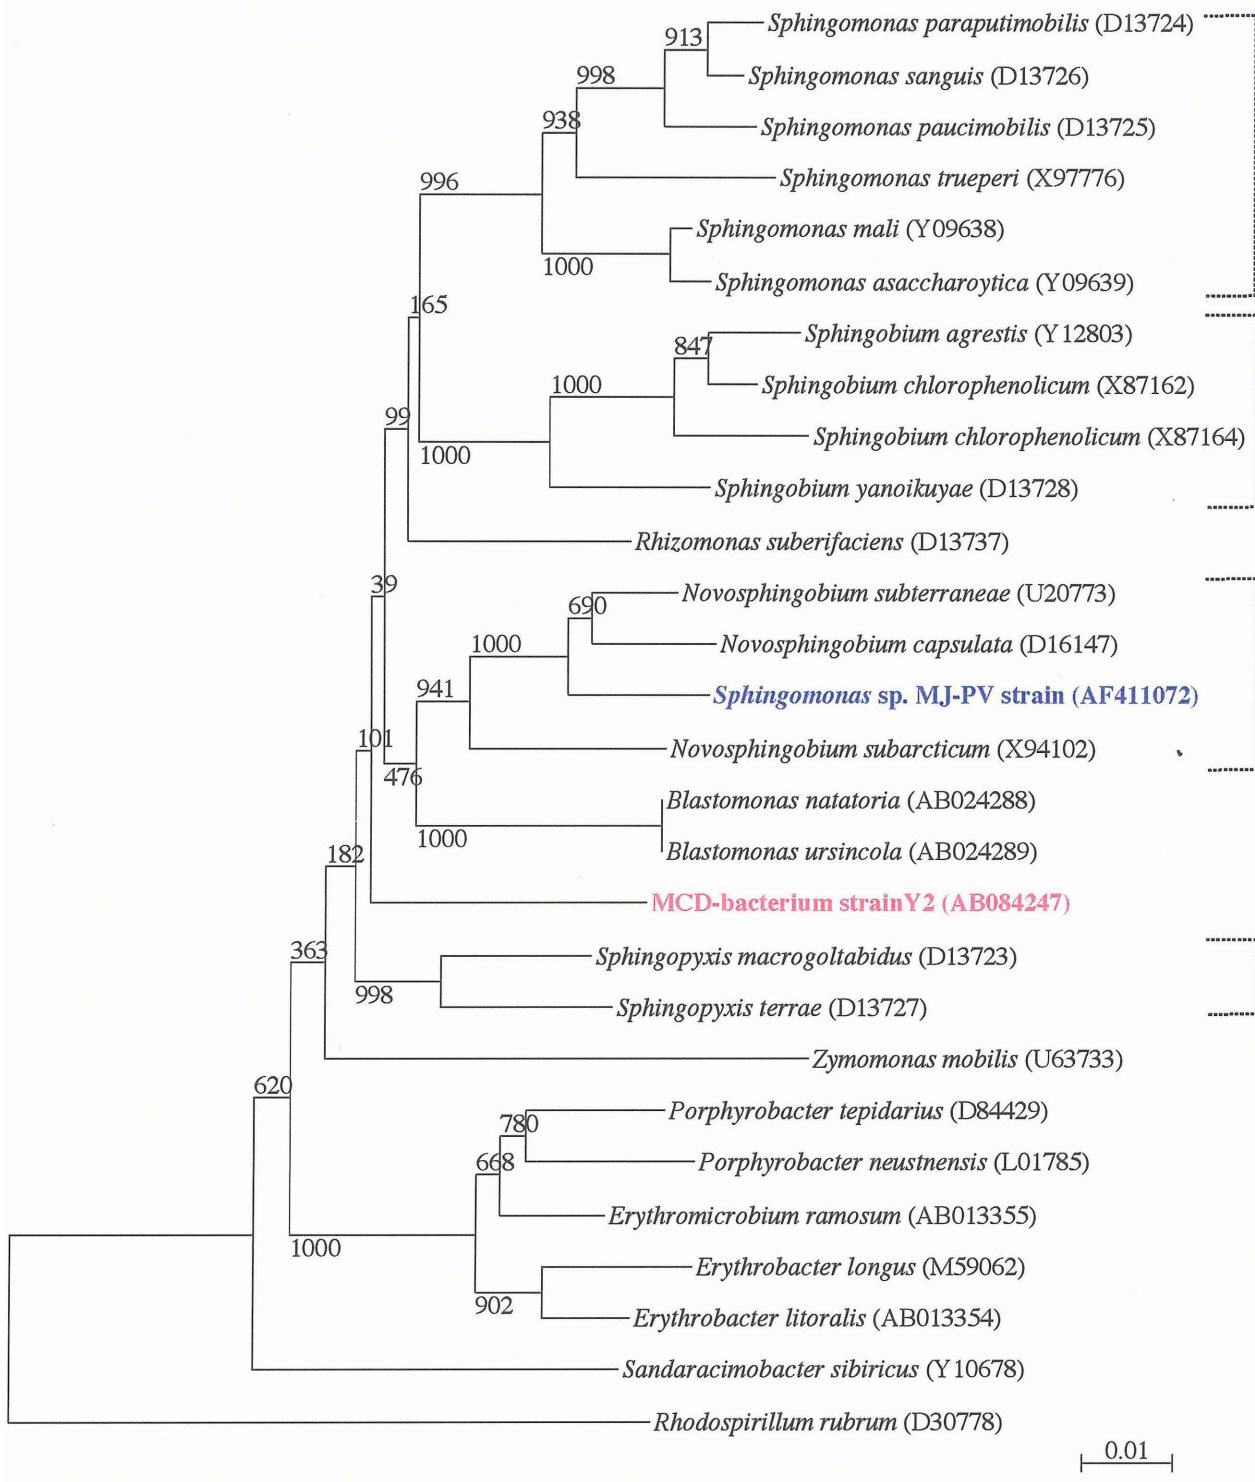 Sphingomonas paraputimobilis (D13724)
913
998
Sphingomonas sanguis (D13726)
938
Sphingomonas paucimobilis (D13725)
996
Sphingomonas trueperi (X97776)
Sphingomonas mali (Y09638)
1000
Sphingomonas asaccharoytica (Y09639)
165
Sphingobium agrestis (Y12803)
847
1000
Sphingobium chlorophenolicum (X87162)
99
Sphingobium chlorophenolicum (X87164)
1000
Sphingobium yanoikuyae (D13728)
Rhizomonas suberifaciens (D13737)
39
Novosphingobium subterraneae (U20773)
690
1000
Novosphingobium capsulata (D16147)
941
Sphingomonas sp. MJ-PV strain (AF411072)
101
Novosphingobium subarcticum (X94102)
476
Blastomonas natatoria (AB024288)
1000
182
Blastomonas ursincola (AB024289)
MCD-bacterium strainY2 (AB084247)
363
Sphingopyxis macrogoltabidus (D13723)
998
Sphingopyxis terrae (D13727)
Zymomonas mobilis (U63733)
620
Porphyrobacter tepidarius (D84429)
780
668
Porphyrobacter neustnensis (L01785)
Erythromicrobium ramosum (AB013355)
1000
Erythrobacter longus (M59062)
902
Erythrobacter litoralis (AB013354)
Sandaracimobacter sibiricus (Y10678)
Rhodospirillum rubrum (D30778)
0.01